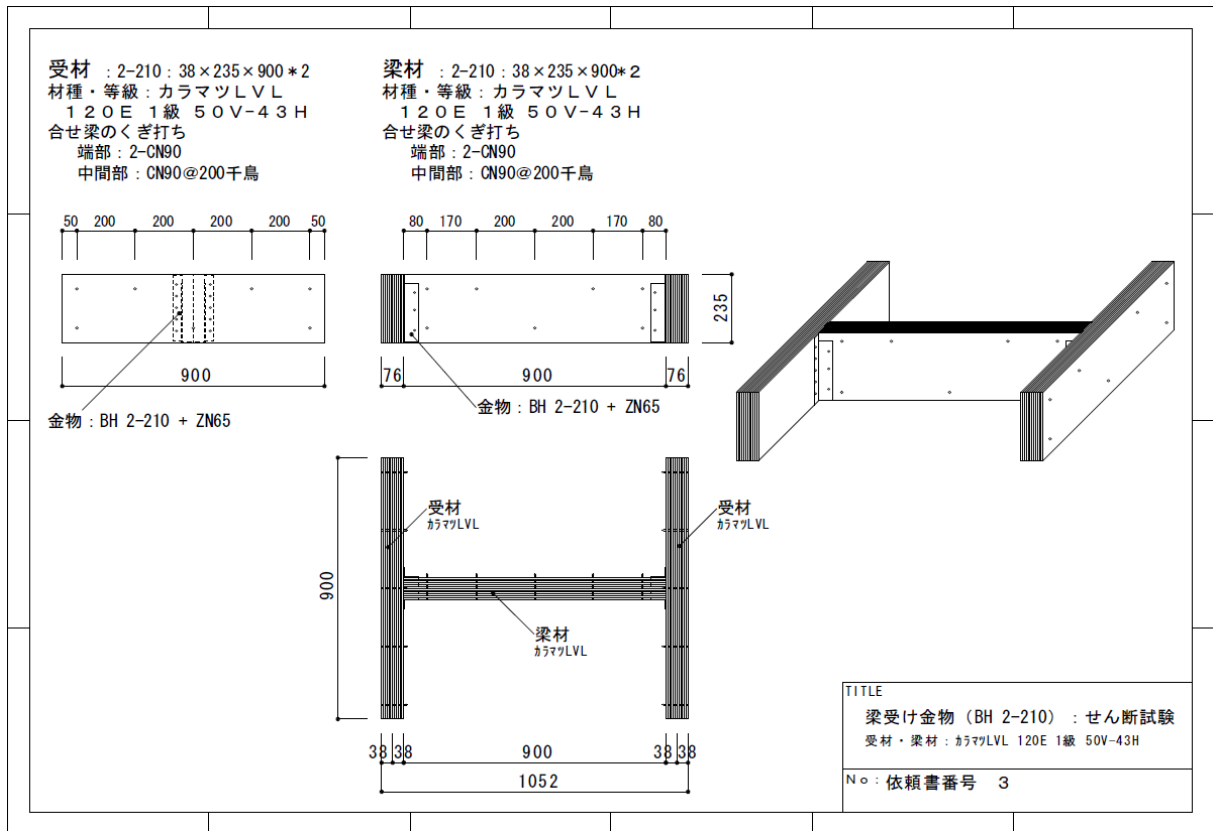 受材 : 2-210 : 38×235×900*2
材種・等級 : カラマツＬＶＬ
１２０Ｅ １級 ５０Ｖ-４３Ｈ
合せ梁のくぎ打ち
端部 : 2-CN90
中間部 : CN90@200千鳥
梁材 : 2-210 : 38×235×900*2
材種・等級 : カラマツＬＶＬ
１２０Ｅ １級 ５０Ｖ-４３Ｈ
合せ梁のくぎ打ち
端部 : 2-CN90
中間部 : CN90@200千鳥
50 200 200 200 200 50
80 170 200 200 170 80
235
900
76 900 76
金物 : BH 2-210 + ZN65
金物 : BH 2-210 + ZN65
受材
ｶﾗﾏﾂLVL
受材
ｶﾗﾏﾂLVL
900
梁材
ｶﾗﾏﾂLVL
38 38 900 38 38
1052
TITLE
梁受け金物 (BH 2-210) : せん断試験
受材・梁材 : ｶﾗﾏﾂLVL 120E 1級 50V-43H
Ｎｏ : 依頼書番号 ３